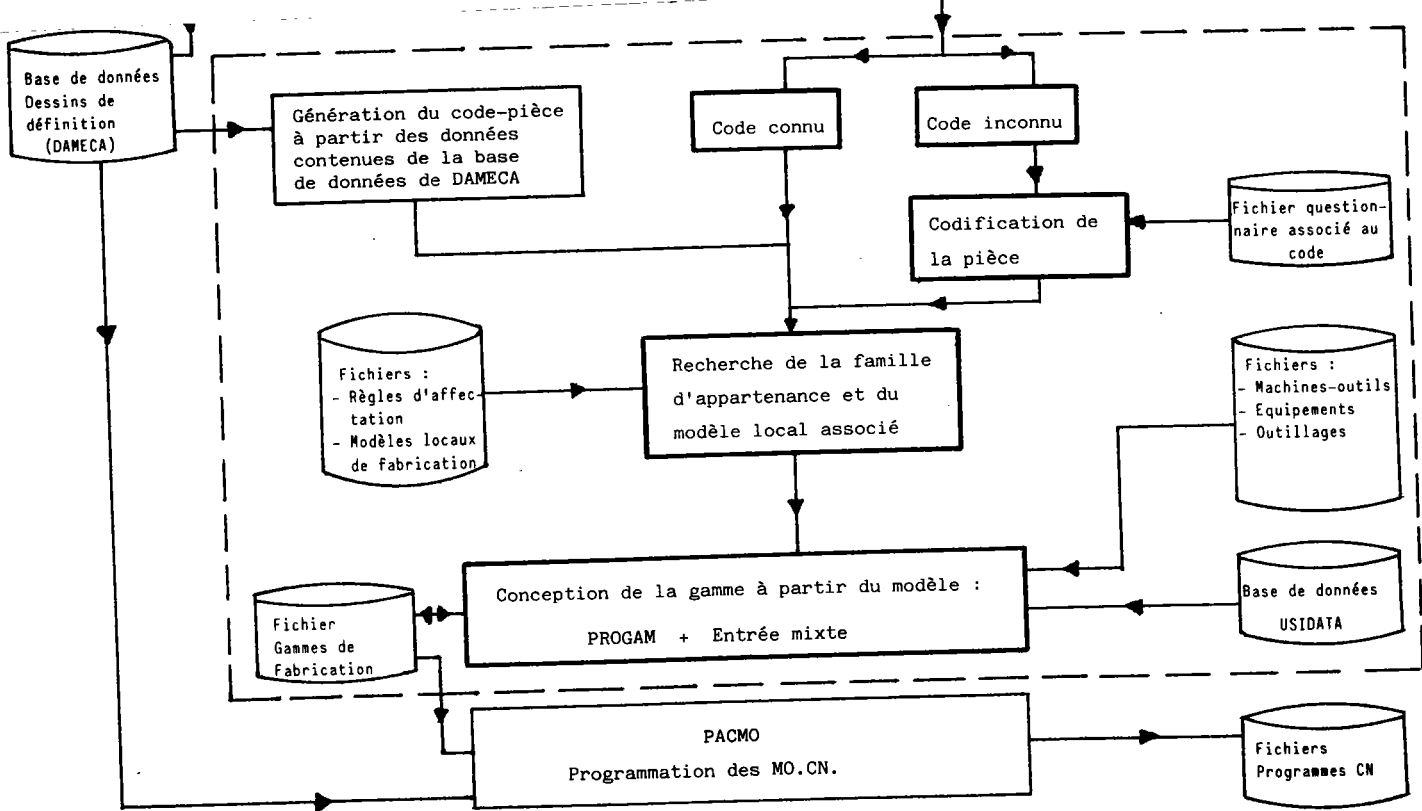 Base de données
Dessins de
définition
(DAMECA)
Génération du code-pièce
à partir des données
contenues de la base
de données de DAMECA
Code connu
Code inconnu
Codification de
la pièce
Fichier question-
naire associé au
code
Fichiers :
- Règles d'affec-
tation
- Modèles locaux
de fabrication
Recherche de la famille
d'appartenance et du
modèle local associé
Fichiers :
- Machines-outils
- Equipements
- Outillages
Conception de la gamme à partir du modèle :
PROGAM + Entrée mixte
Base de données
USIDATA
Fichier
Gammes de
Fabrication
PACMO
Programmation des MO.CN.
Fichiers
Programmes CN